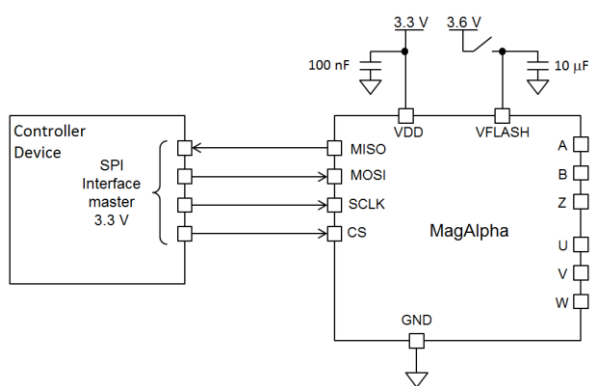 3.3 V
3.6 V
100 nF
10 μF
VDD
VFLASH
Controller
Device
SPI
Interface
master
3.3 V
MISO
MOSI
SCLK
CS
MagAlpha
A
B
Z
U
V
W
GND